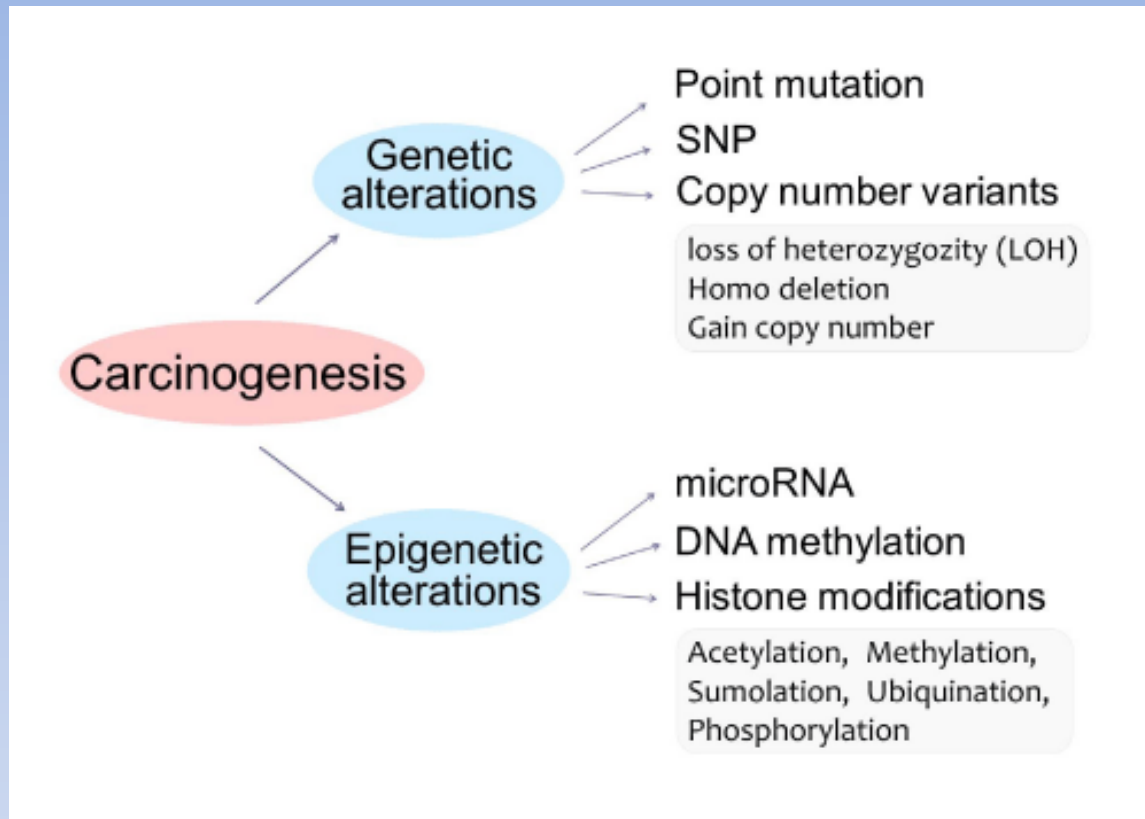 Point mutation
SNP
Genetic
alterations
Copy number variants
loss of heterozygozity (LOH)
Homo deletion
Gain copy number
Carcinogenesis
microRNA
DNA methylation
Epigenetic
alterations
Histone modifications
Acetylation, Methylation,
Sumolation, Ubiquination,
Phosphorylation